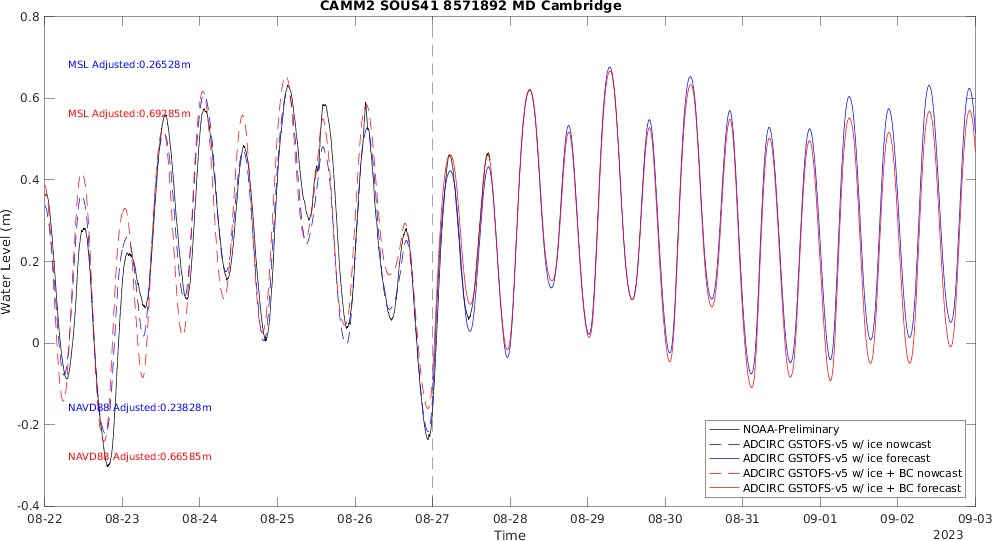 CAMM2 SOUS41 8571892 MD Cambridge
0.8
0.6
0.4
0.2
0
-0.2
-0.4
Water Level (m)
MSL Adjusted:0.26528m
MSL Adjusted:0.69285m
NAVD88 Adjusted:0.23828m
NAVD88 Adjusted:0.66585m
NOAA-Preliminary
ADCIRC GSTOFS-v5 w/ ice nowcast
ADCIRC GSTOFS-v5 w/ ice forecast
ADCIRC GSTOFS-v5 w/ ice + BC nowcast
ADCIRC GSTOFS-v5 w/ ice + BC forecast
08-22 08-23 08-24 08-25 08-26 08-27 08-28 08-29 08-30 08-31 09-01 09-02 09-03
Time
2023